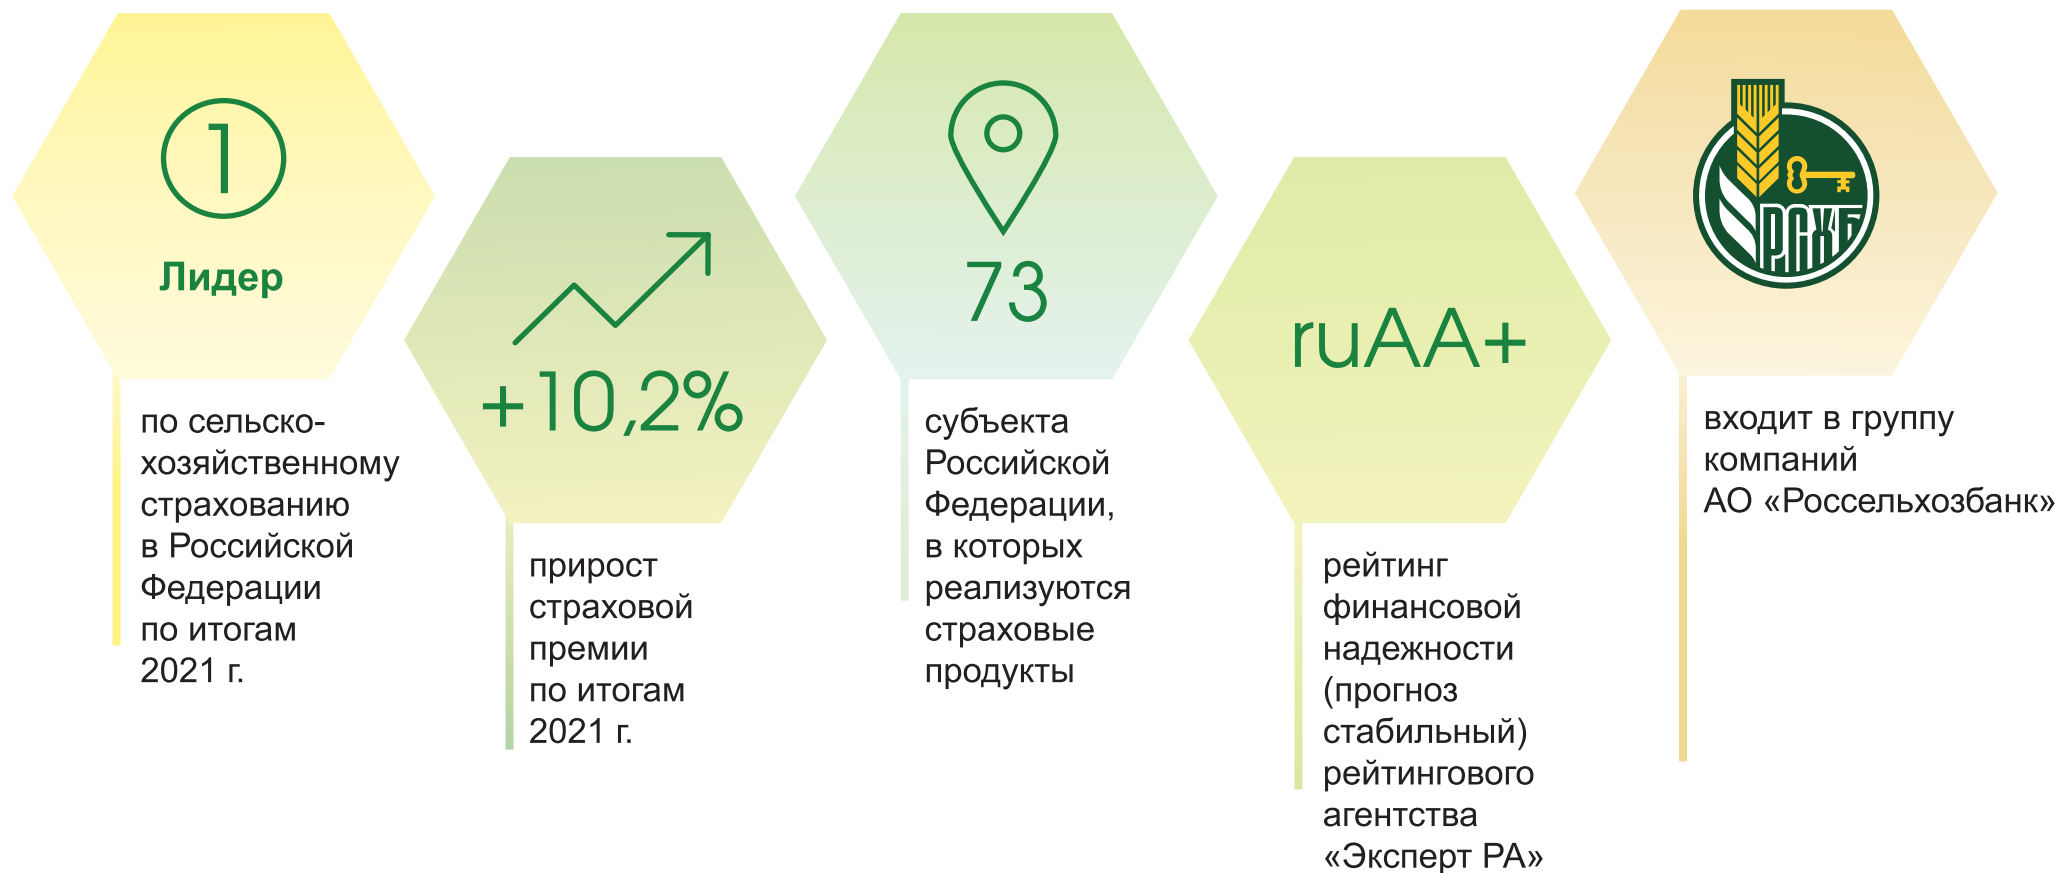 1
Лидер
по сельско-
хозяйственному
страхованию
в Российской
Федерации
по итогам
2021 г.
+10,2%
прирост
страховой
премии
по итогам
2021 г.
73
субъекта
Российской
Федерации,
в которых
реализуются
страховые
продукты
ruAA+
рейтинг
финансовой
надежности
(прогноз
стабильный)
рейтингового
агентства
«Эксперт РА»
РСХБ
входит в группу
компаний
АО «Россельхозбанк»